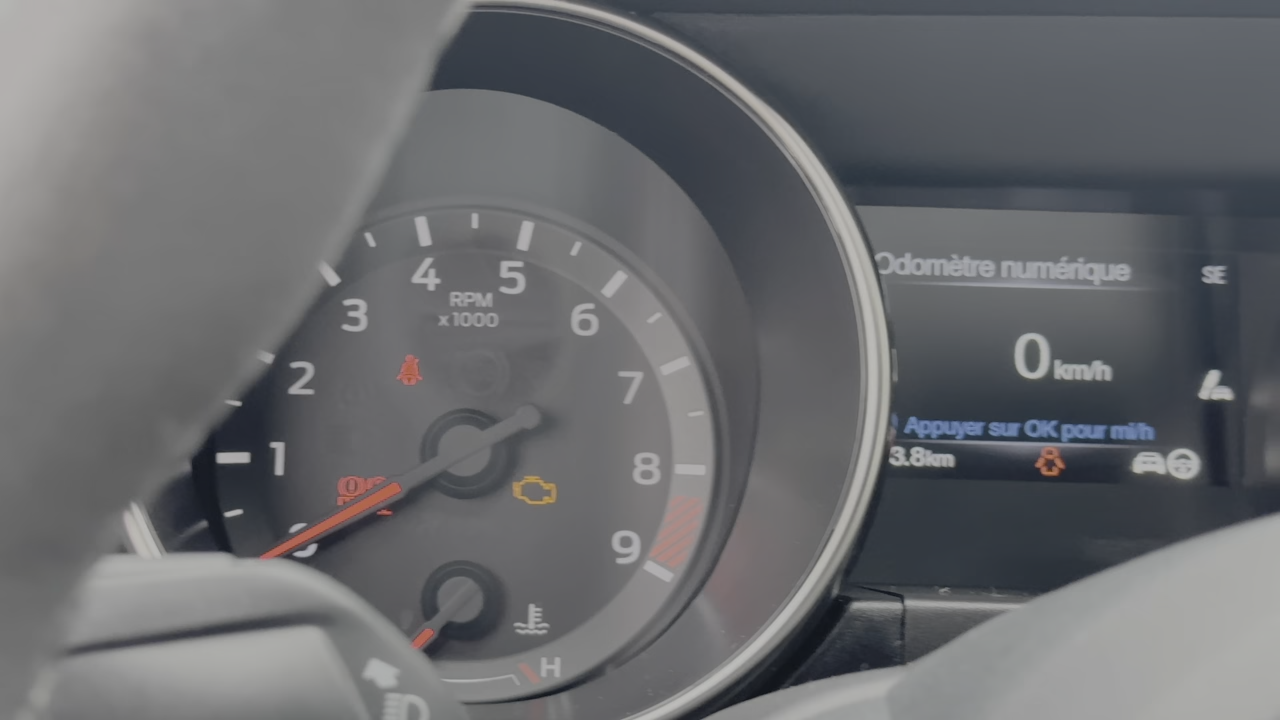 4
5
RPM
x1000
3
6
2
7
1
8
9
H
Odomètre numérique
SE
0 km/h
Appuyer sur OK pour mi/h
3.8km